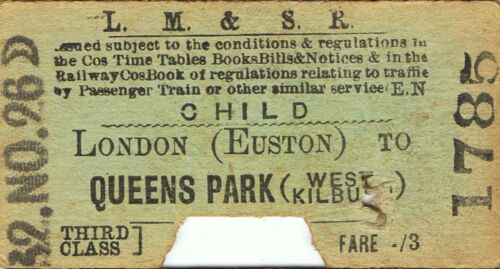 L. M. & S. R.
Issued subject to the conditions & regulations in
the Cos Time Tables Books Bills & Notices & in the
Railway Cos Book of regulations relating to traffic
by Passenger Train or other similar service (E.N
CHILD
LONDON (EUSTON) TO
QUEENS PARK (WEST
KILBU
THIRD
CLASS]
FARE -/3
32.NO.26D
1785